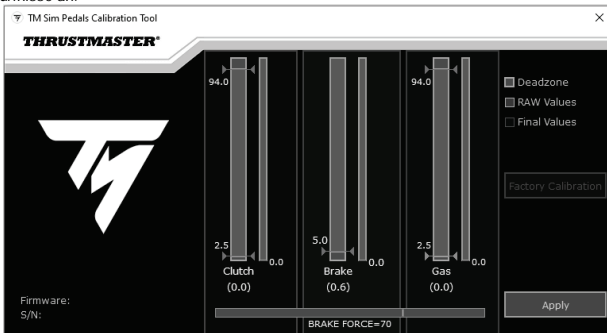 TM Sim Pedals Calibration Tool
THRUSTMASTER®
94.0
94.0
Deadzone
RAW Values
Final Values
Factory Calibration
2.5
5.0
2.5
0.0
0.0
0.0
Clutch
Brake
Gas
(0.0)
(0.6)
(0.0)
Firmware:
S/N:
BRAKE FORCE=70
Apply